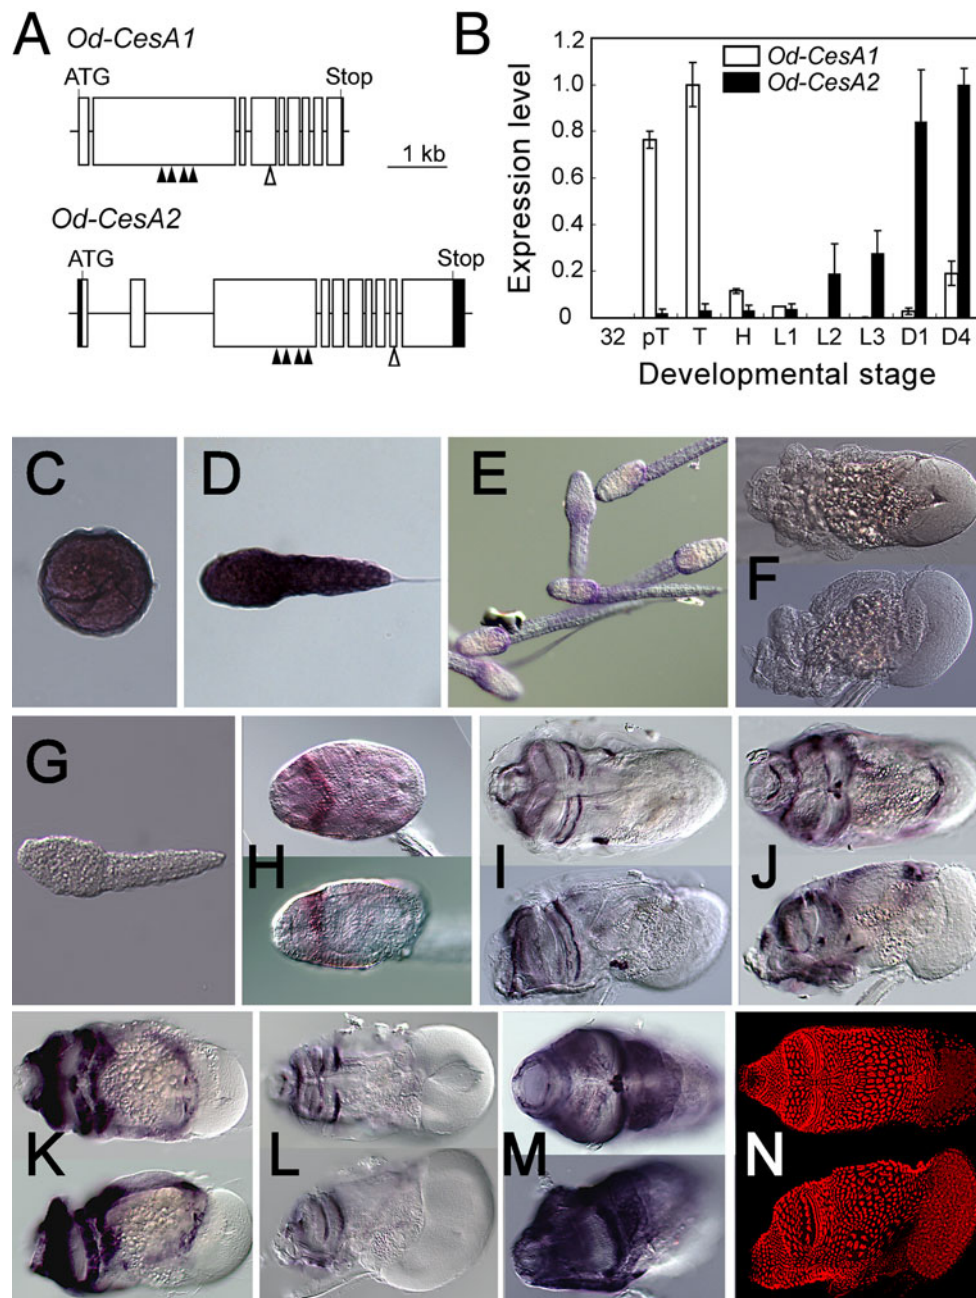 A
Od-CesA1
ATG
Stop
1 kb
Od-CesA2
ATG
Stop
B
Expression level
1.2
1.0
0.8
0.6
0.4
0.2
0
Od-CesA1
Od-CesA2
32 pT T H L1 L2 L3 D1 D4
Developmental stage
C
D
E
F
G
H
I
J
K
L
M
N